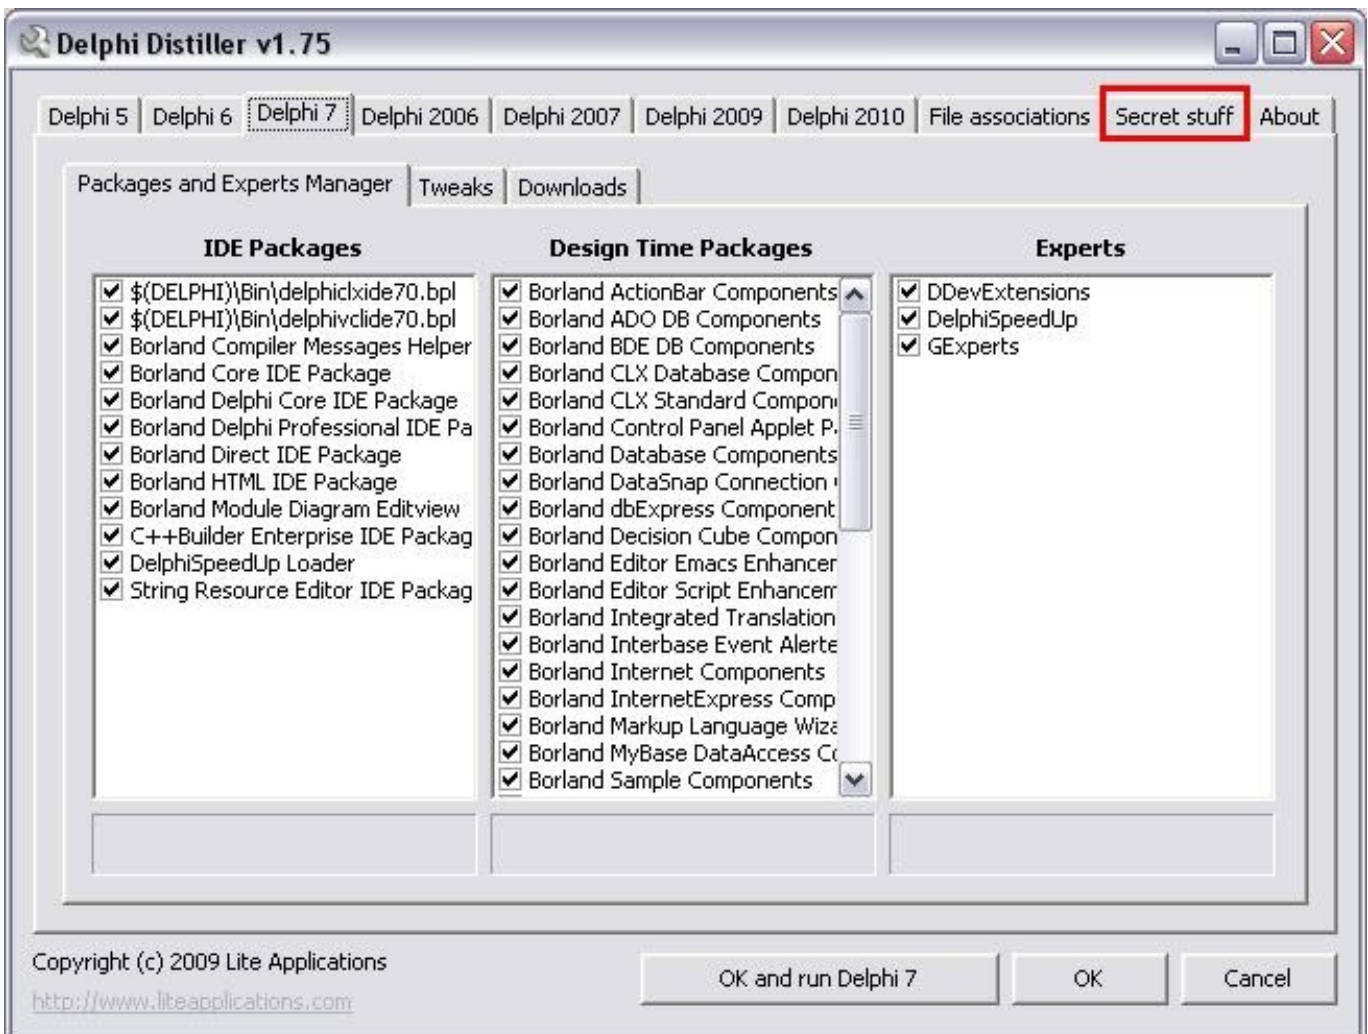 Delphi Distiller v1.75
Delphi 5 Delphi 6 Delphi 7 Delphi 2006 Delphi 2007 Delphi 2009 Delphi 2010 File associations Secret stuff About
Packages and Experts Manager Tweaks Downloads
IDE Packages
$(DELPHI)\Bin\delphiclxide70.bpl
$(DELPHI)\Bin\delphivclide70.bpl
Borland Compiler Messages Helper
Borland Core IDE Package
Borland Delphi Core IDE Package
Borland Delphi Professional IDE Pa
Borland Direct IDE Package
Borland HTML IDE Package
Borland Module Diagram Editview
C++Builder Enterprise IDE Packag
DelphiSpeedUp Loader
String Resource Editor IDE Packag
Design Time Packages
Borland ActionBar Components
Borland ADO DB Components
Borland BDE DB Components
Borland CLX Database Compon
Borland CLX Standard Compon
Borland Control Panel Applet P
Borland Database Components
Borland DataSnap Connection
Borland dbExpress Component
Borland Decision Cube Compon
Borland Editor Emacs Enhancer
Borland Editor Script Enhancem
Borland Integrated Translation
Borland Interbase Event Alerte
Borland Internet Components
Borland InternetExpress Comp
Borland Markup Language Wiza
Borland MyBase DataAccess Co
Borland Sample Components
Experts
DDevExtensions
DelphiSpeedUp
GExperts
Copyright (c) 2009 Lite Applications
http://www.liteapplications.com
OK and run Delphi 7 OK Cancel